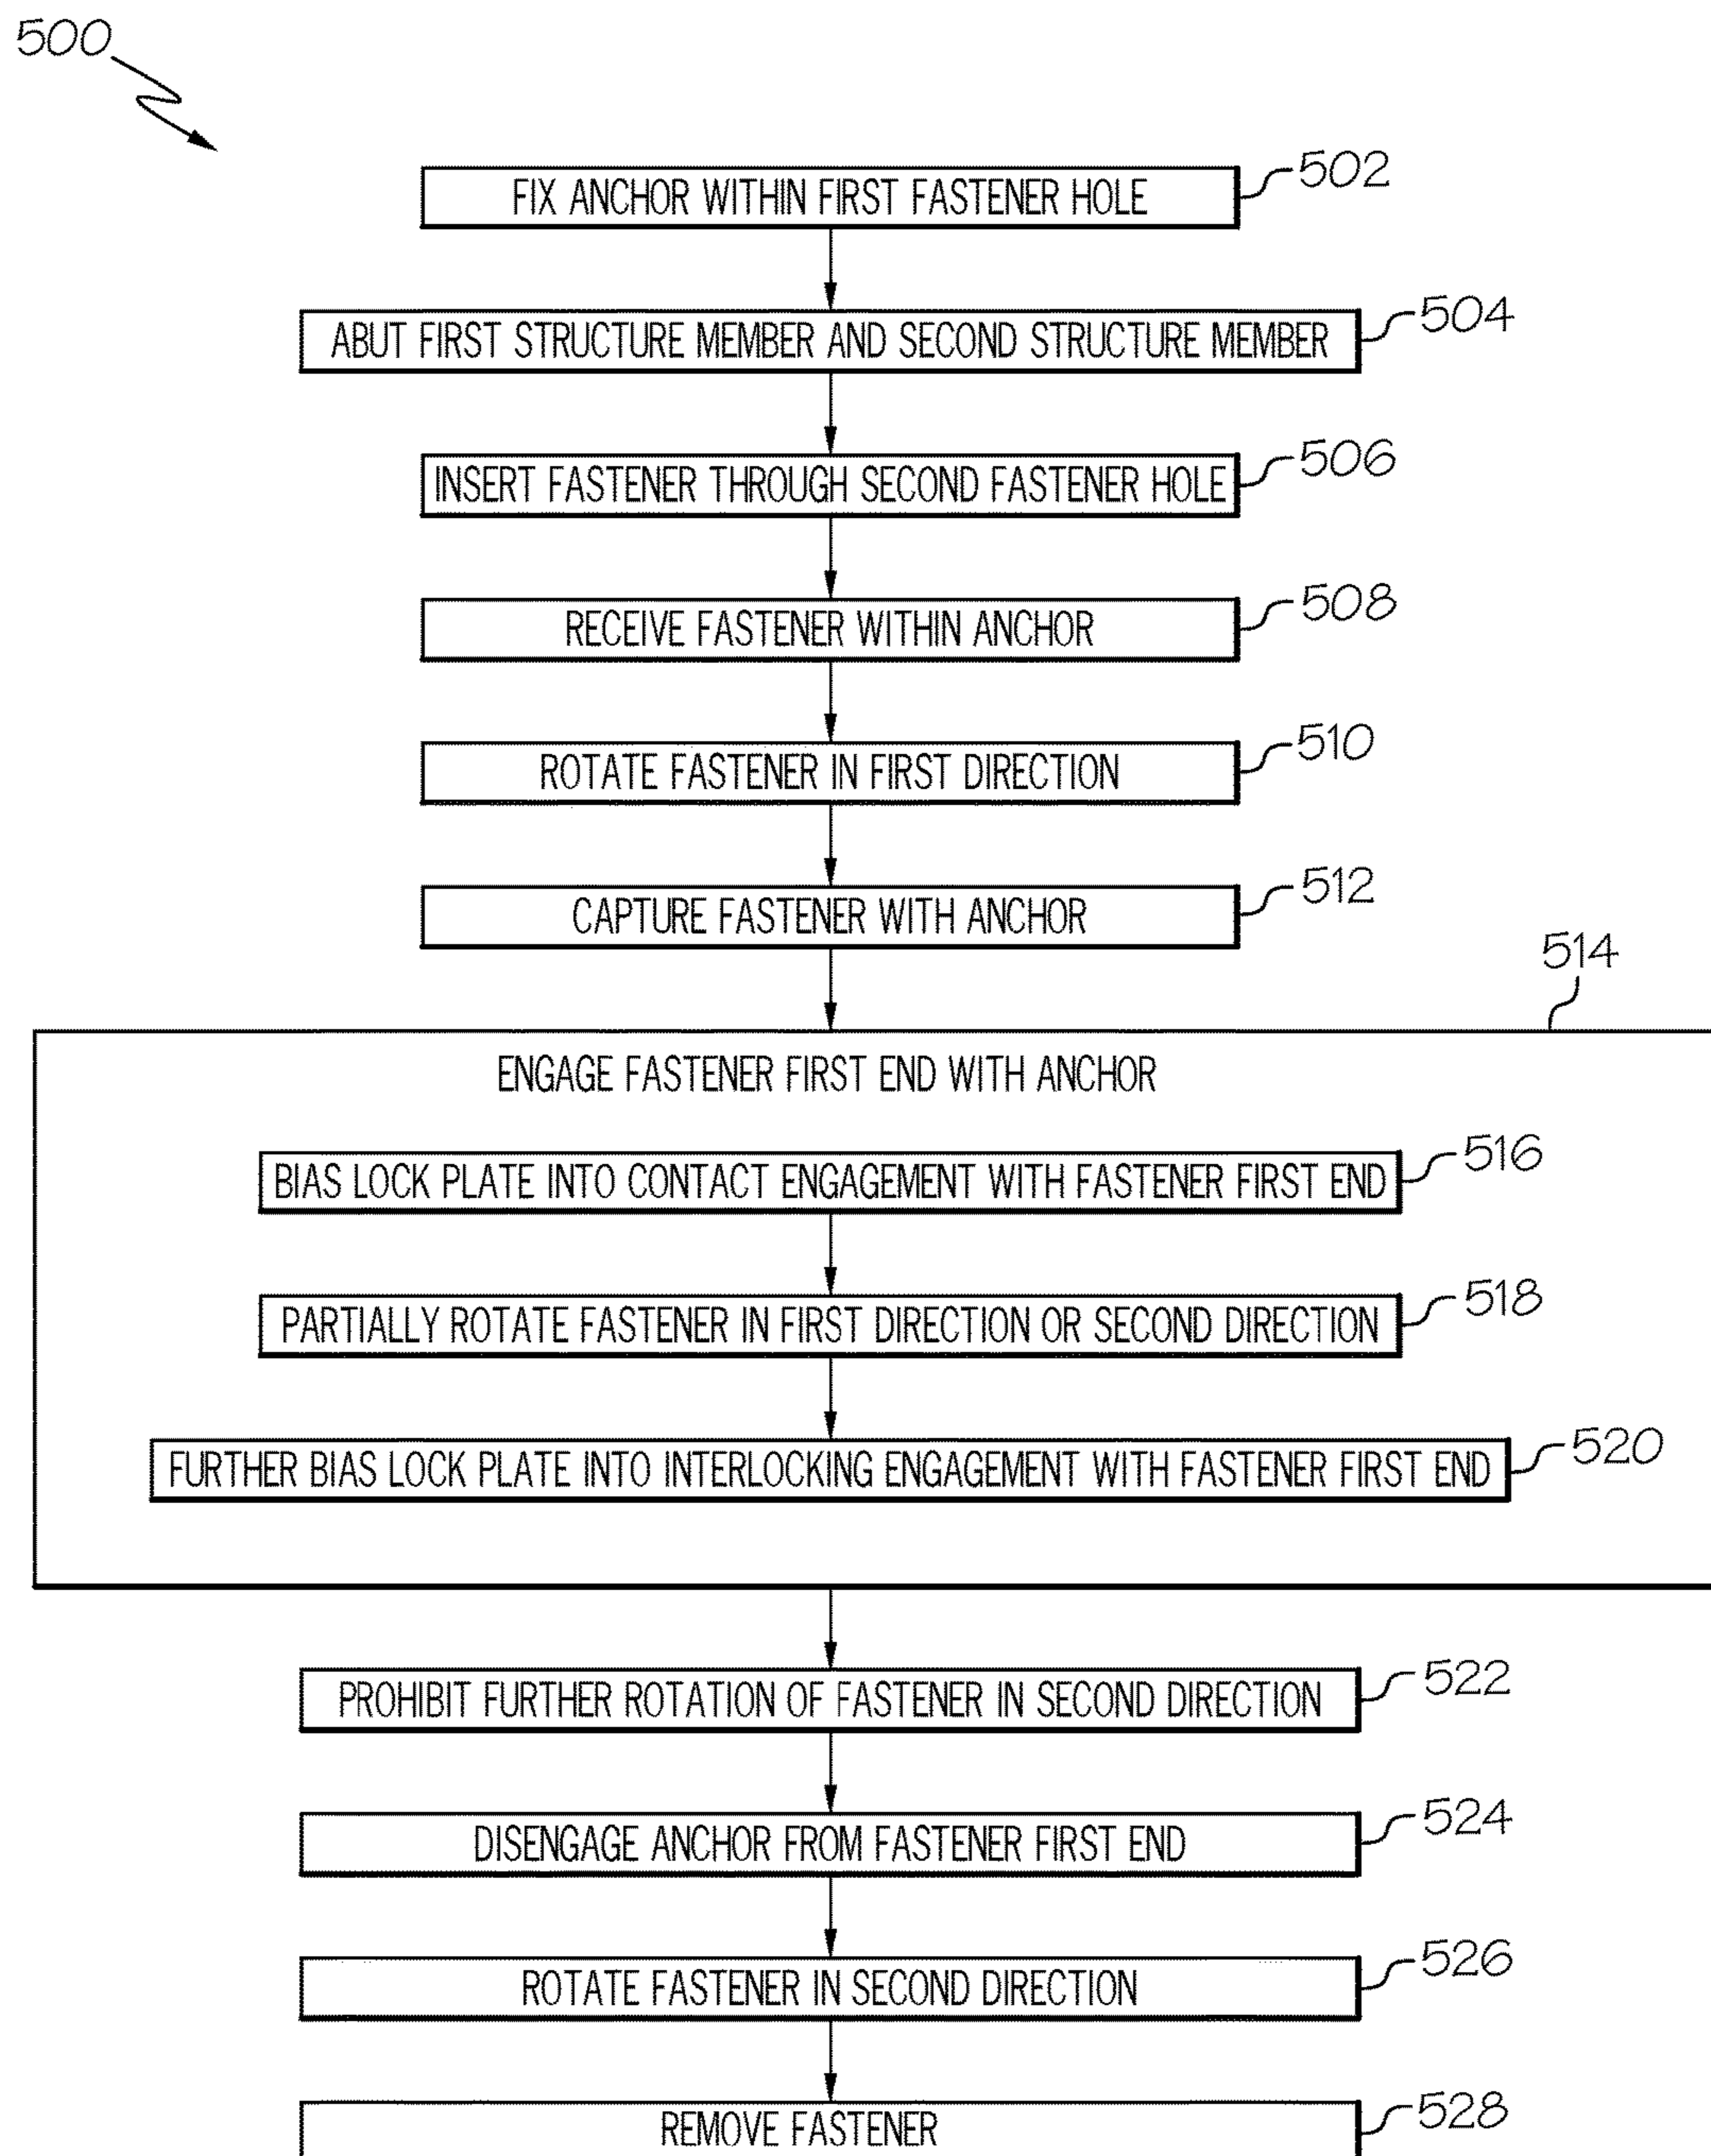 500
FIX ANCHOR WITHIN FIRST FASTENER HOLE
502
ABUT FIRST STRUCTURE MEMBER AND SECOND STRUCTURE MEMBER
504
INSERT FASTENER THROUGH SECOND FASTENER HOLE
506
RECEIVE FASTENER WITHIN ANCHOR
508
ROTATE FASTENER IN FIRST DIRECTION
510
CAPTURE FASTENER WITH ANCHOR
512
514
ENGAGE FASTENER FIRST END WITH ANCHOR
BIAS LOCK PLATE INTO CONTACT ENGAGEMENT WITH FASTENER FIRST END
516
PARTIALLY ROTATE FASTENER IN FIRST DIRECTION OR SECOND DIRECTION
518
FURTHER BIAS LOCK PLATE INTO INTERLOCKING ENGAGEMENT WITH FASTENER FIRST END
520
PROHIBIT FURTHER ROTATION OF FASTENER IN SECOND DIRECTION
522
DISENGAGE ANCHOR FROM FASTENER FIRST END
524
ROTATE FASTENER IN SECOND DIRECTION
526
REMOVE FASTENER
528